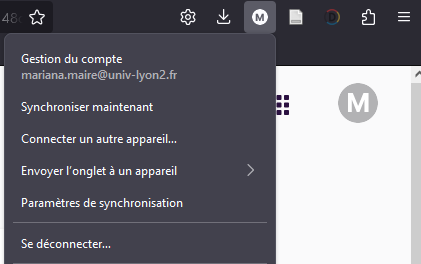 48
M
Gestion du compte
mariana.maire@univ-lyon2.fr
Synchroniser maintenant
Connecter un autre appareil...
Envoyer l'onglet à un appareil
Paramètres de synchronisation
Se déconnecter...
M